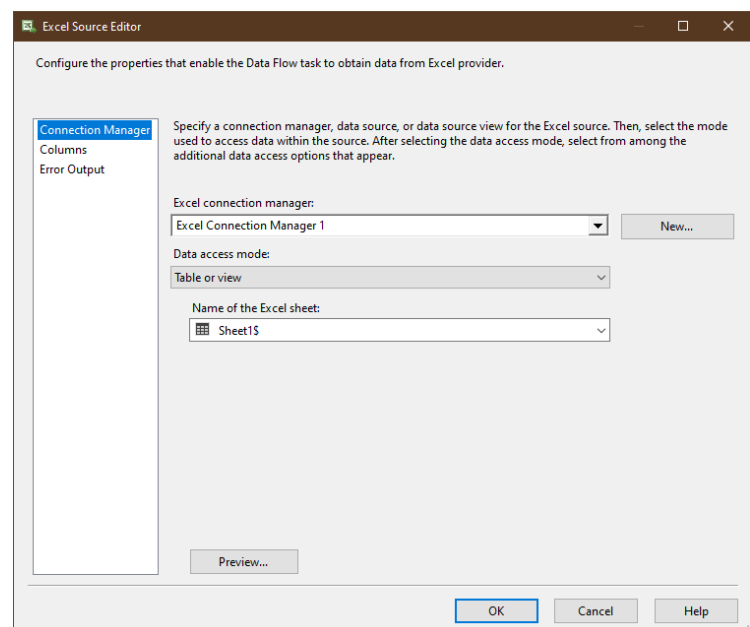 Excel Source Editor
Configure the properties that enable the Data Flow task to obtain data from Excel provider.
Connection Manager
Columns
Error Output
Specify a connection manager, data source, or data source view for the Excel source. Then, select the mode
used to access data within the source. After selecting the data access mode, select from among the
additional data access options that appear.
Excel connection manager:
Excel Connection Manager 1
New...
Data access mode:
Table or view
Name of the Excel sheet:
Sheet1$
Preview...
OK
Cancel
Help